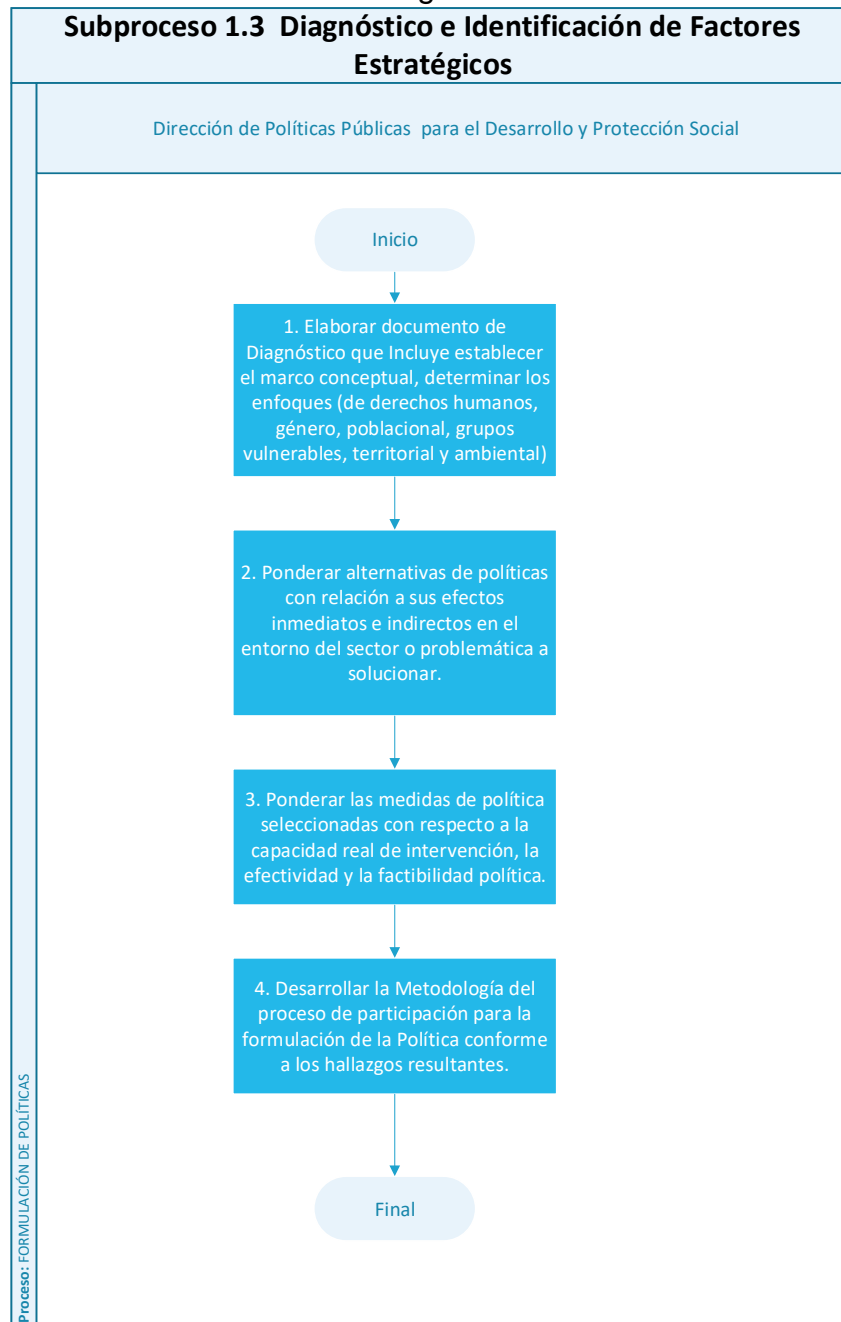 Subproceso 1.3 Diagnóstico e Identificación de Factores
Estratégicos
Dirección de Políticas Públicas para el Desarrollo y Protección Social
Inicio
1. Elaborar documento de
Diagnóstico que Incluye establecer
el marco conceptual, determinar los
enfoques (de derechos humanos,
género, poblacional, grupos
vulnerables, territorial y ambiental)
2. Ponderar alternativas de políticas
con relación a sus efectos
inmediatos e indirectos en el
entorno del sector o problemática a
solucionar.
3. Ponderar las medidas de política
seleccionadas con respecto a la
capacidad real de intervención, la
efectividad y la factibilidad política.
4. Desarrollar la Metodología del
proceso de participación para la
formulación de la Política conforme
a los hallazgos resultantes.
Final
Proceso: FORMULACIÓN DE POLÍTICAS